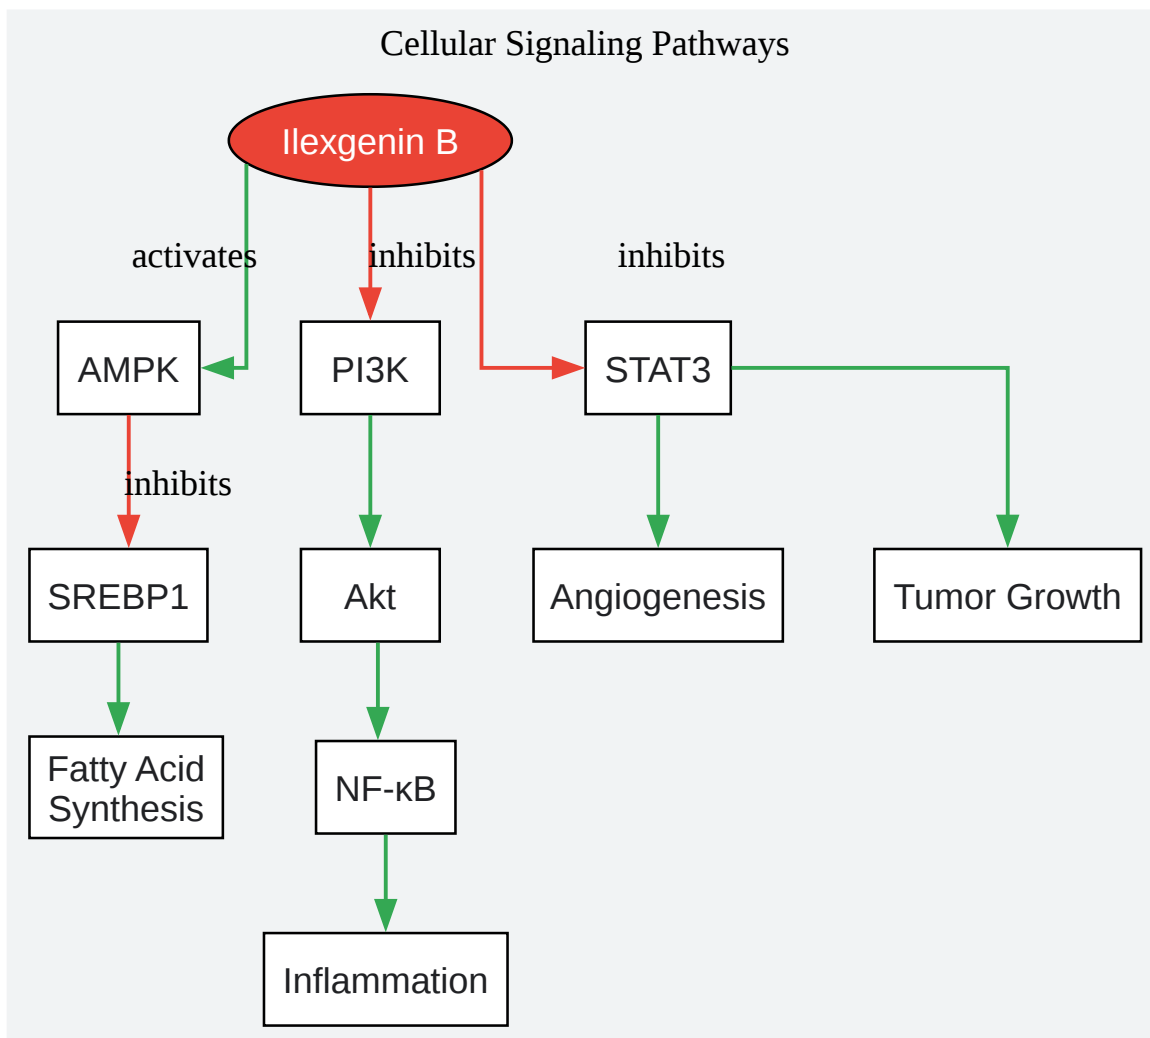 Cellular Signaling Pathways
Ilexgenin B
activates
inhibits
inhibits
AMPK
PI3K
STAT3
inhibits
SREBP1
Akt
Angiogenesis
Tumor Growth
Fatty Acid
Synthesis
NF-κB
Inflammation